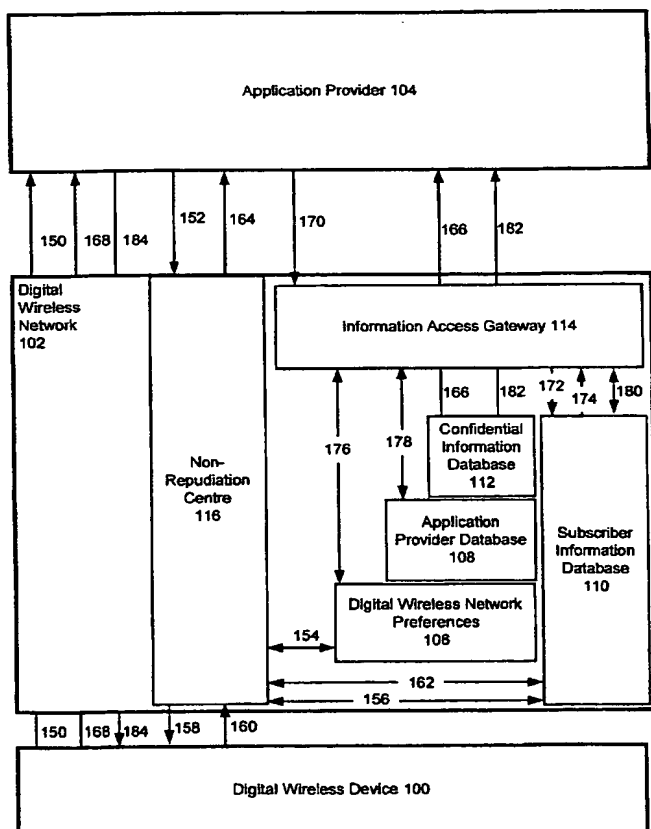 Application Provider 104
150
168
184
152
164
170
166
182
Digital
Wireless
Network
102
Information Access Gateway 114
176
178
166
182
172
174
180
Non-
Repudiation
Centre
116
Confidential
Information
Database
112
Application
Provider Database
108
Subscriber
Information
Database
110
Digital Wireless Network
Preferences
106
154
162
156
150
168
184
158
160
Digital Wireless Device 100